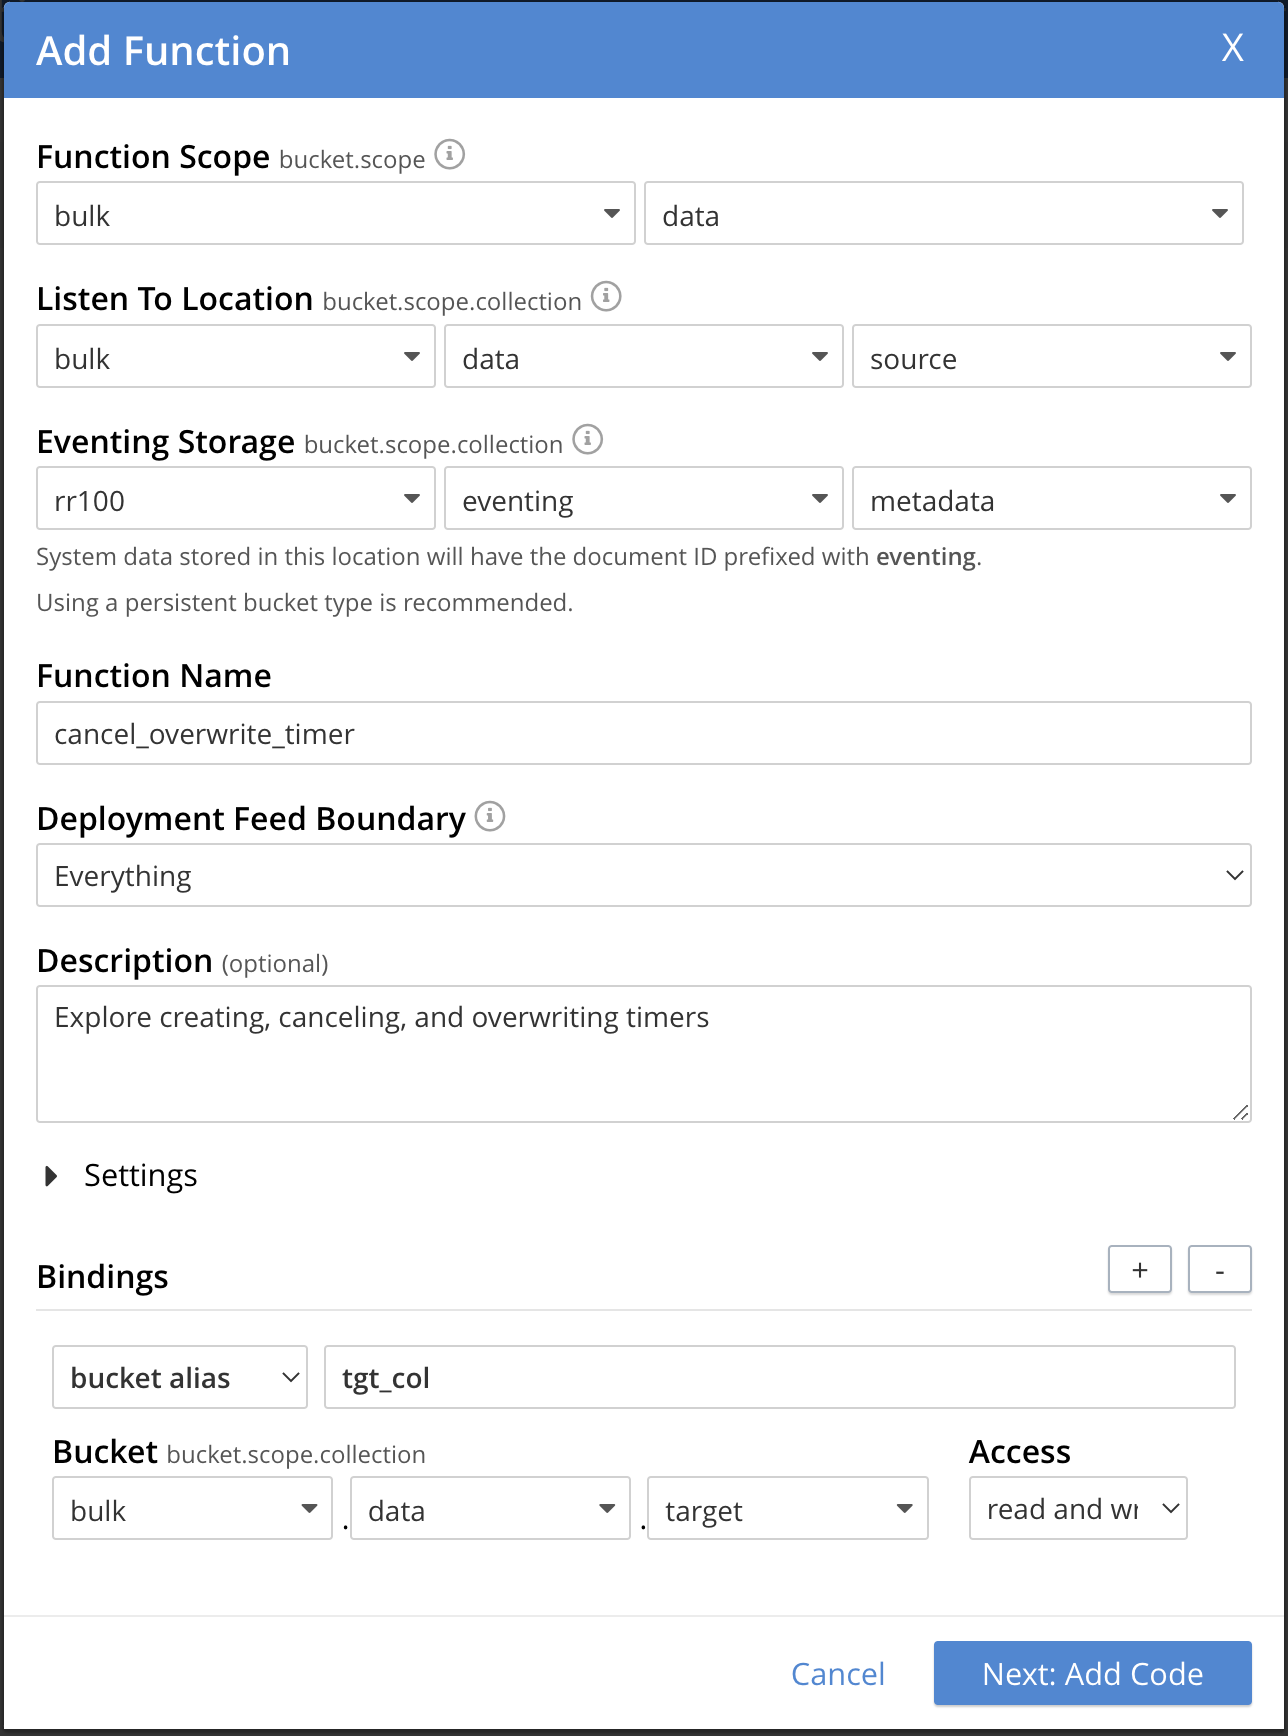 Add Function X
Function Scope bucket.scope
bulk data
Listen To Location bucket.scope.collection
bulk data source
Eventing Storage bucket.scope.collection
rr100 eventing metadata
System data stored in this location will have the document ID prefixed with eventing.
Using a persistent bucket type is recommended.
Function Name
cancel_overwrite_timer
Deployment Feed Boundary
Everything
Description (optional)
Explore creating, canceling, and overwriting timers
Settings
Bindings + -
bucket alias tgt_col
Bucket bucket.scope.collection Access
bulk . data . target read and wr
Cancel Next: Add Code